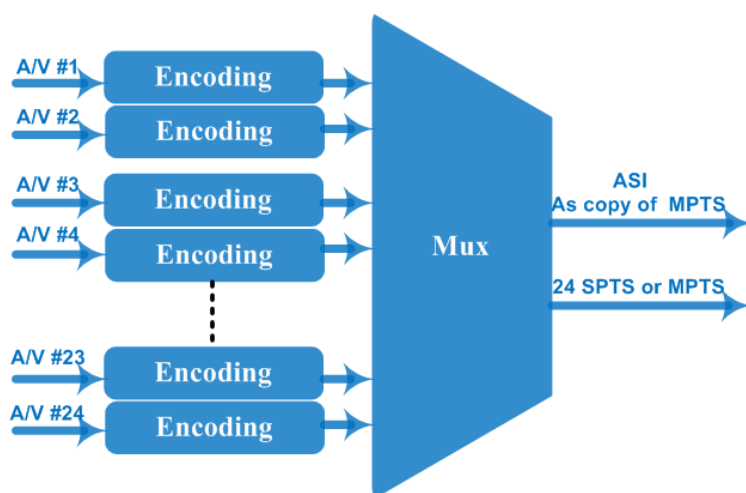 A/V #1
Encoding
A/V #2
Encoding
A/V #3
Encoding
A/V #4
Encoding
A/V #23
Encoding
A/V #24
Encoding
Mux
ASI
As copy of MPTS
24 SPTS or MPTS